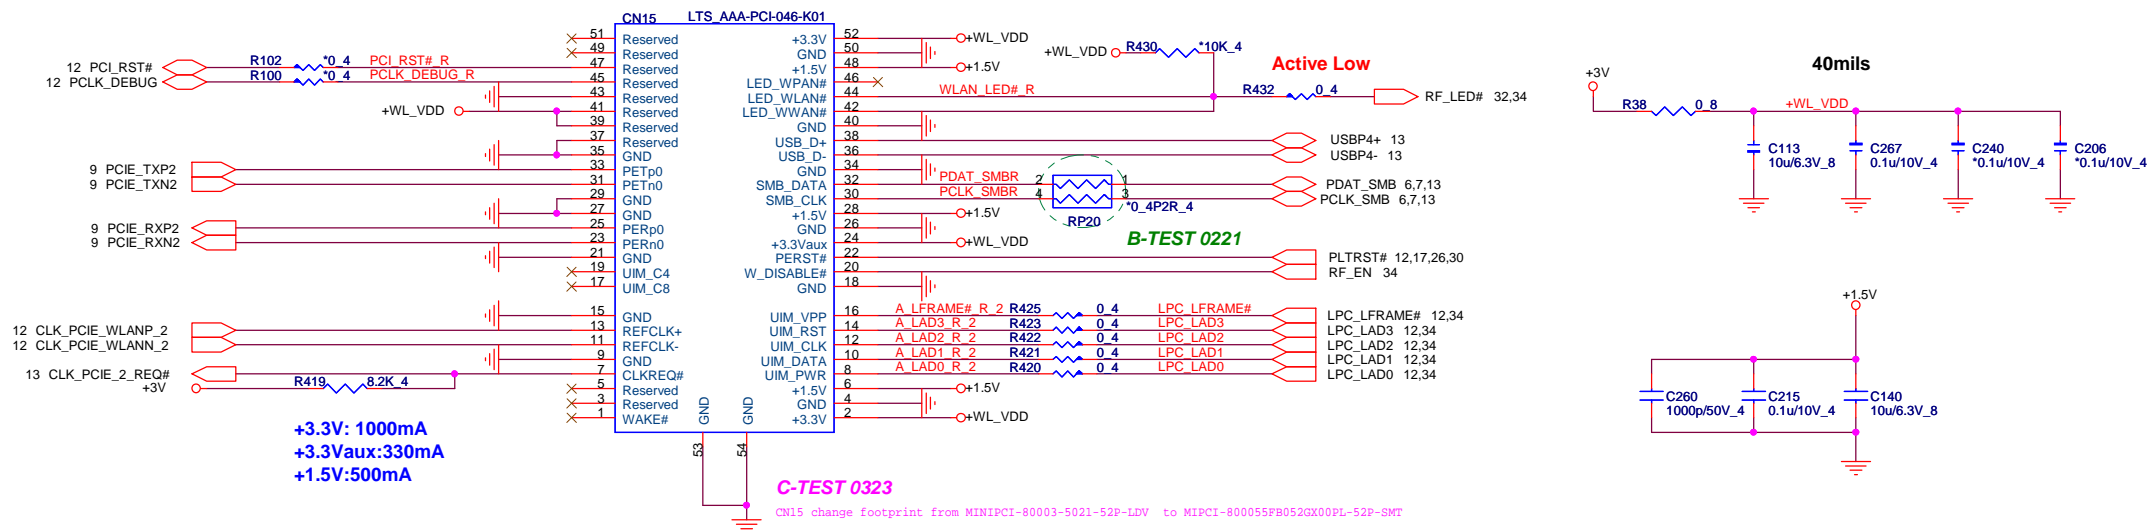 CN15 LTS_AAA-PCI-046-K01
51 Reserved +3.3V 52 +WL_VDD
49 Reserved GND 50
12 PCI_RST# R102 *0_4 PCI_RST#_R 47 Reserved +1.5V 48 +1.5V
12 PCLK_DEBUG R100 *0_4 PCLK_DEBUG_R 45 Reserved LED_WPAN# 46
43 Reserved LED_WLAN# 44 WLAN_LED#_R
+WL_VDD 41 Reserved LED_WWAN# 42
39 Reserved GND 40
37 Reserved USB_D+ 38 USBP4+ 13
35 GND USB_D- 36 USBP4- 13
9 PCIE_TXP2 33 PETp0 GND 34
9 PCIE_TXN2 31 PETn0 SMB_DATA 32 PDAT_SMBR 2 1 PDAT_SMB 6,7,13
29 GND SMB_CLK 30 PCLK_SMBR 4 3 PCLK_SMB 6,7,13
27 GND +1.5V 28 +1.5V
RP20 *0_4P2R_4
9 PCIE_RXP2 25 PERp0 GND 26
9 PCIE_RXN2 23 PERn0 +3.3Vaux 24 +WL_VDD
B-TEST 0221
21 GND PERST# 22 PLTRST# 12,17,26,30
19 UIM_C4 W_DISABLE# 20 RF_EN 34
17 UIM_C8 GND 18
15 GND UIM_VPP 16 A_LFRAME#_R_2 R425 0_4 LPC_LFRAME# LPC_LFRAME# 12,34
12 CLK_PCIE_WLANP_2 13 REFCLK+ UIM_RST 14 A_LAD3_R_2 R423 0_4 LPC_LAD3 LPC_LAD3 12,34
12 CLK_PCIE_WLANN_2 11 REFCLK- UIM_CLK 12 A_LAD2_R_2 R422 0_4 LPC_LAD2 LPC_LAD2 12,34
9 GND UIM_DATA 10 A_LAD1_R_2 R421 0_4 LPC_LAD1 LPC_LAD1 12,34
13 CLK_PCIE_2_REQ# 7 CLKREQ# UIM_PWR 8 A_LAD0_R_2 R420 0_4 LPC_LAD0 LPC_LAD0 12,34
+3V R419 8.2K_4 5 Reserved +1.5V 6 +1.5V
3 Reserved GND 4
1 WAKE# +3.3V 2 +WL_VDD
GND GND
53 54
+3.3V: 1000mA
+3.3Vaux:330mA
+1.5V:500mA
C-TEST 0323
CN15 change footprint from MINIPCI-80003-5021-52P-LDV to MIPCI-800055FB052GX00PL-52P-SMT
+WL_VDD R430 *10K_4
Active Low
R432 0_4 RF_LED# 32,34
40mils
+3V
R38 0_8 +WL_VDD
C113 C267 C240 C206
10u/6.3V_8 0.1u/10V_4 *0.1u/10V_4 *0.1u/10V_4
+1.5V
C260 C215 C140
1000p/50V_4 0.1u/10V_4 10u/6.3V_8